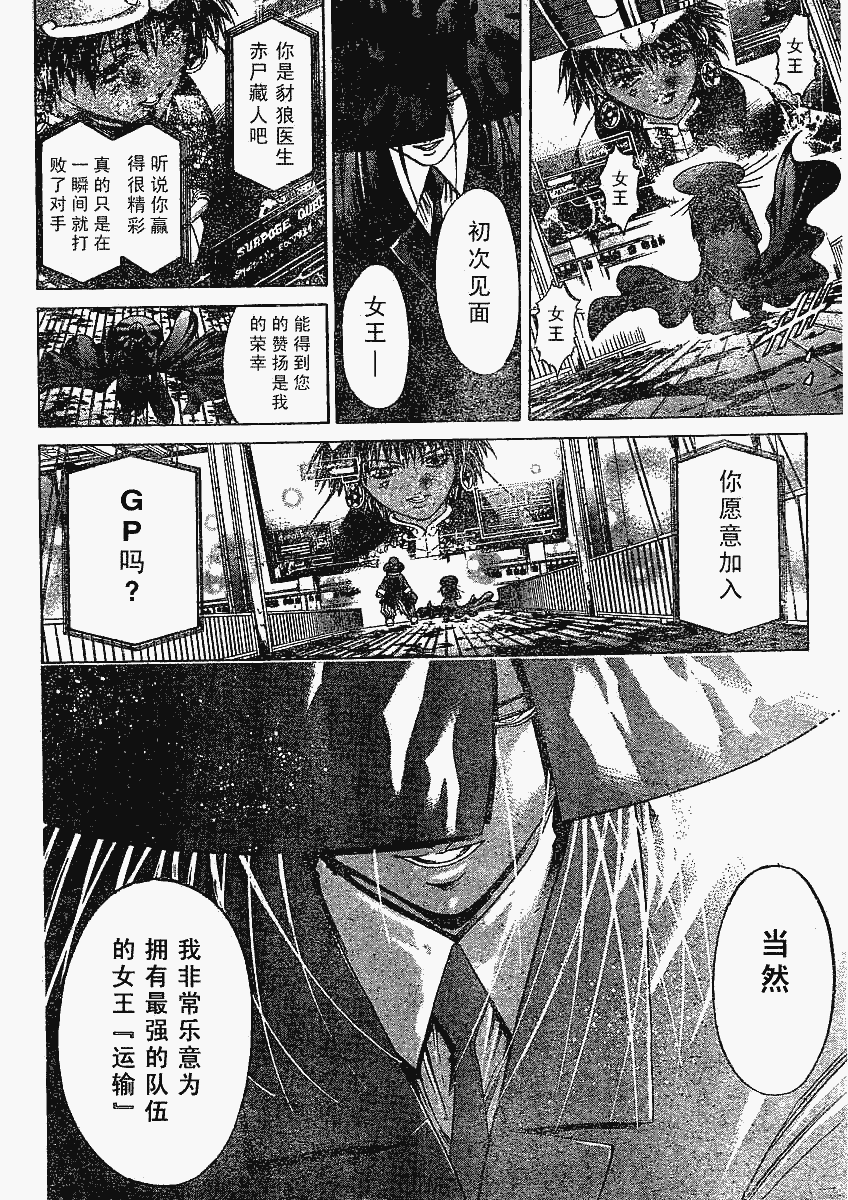 女王
女王
女王
初次见面
女王—
你是豺狼医生
赤尸藏人吧
听说你赢
得很精彩
真的只是在
一瞬间就打
败了对手
SUPPOSE
能得到您
的赞扬是我
的荣幸
你愿意加入
GP吗？
当然
我非常乐意为
拥有最强的队伍
的女王『运输』